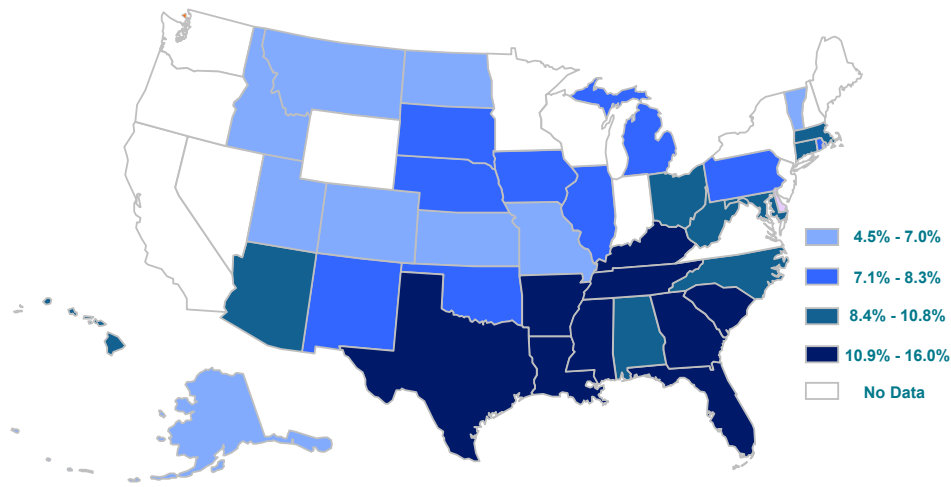 4.5% - 7.0%
7.1% - 8.3%
8.4% - 10.8%
10.9% - 16.0%
No Data